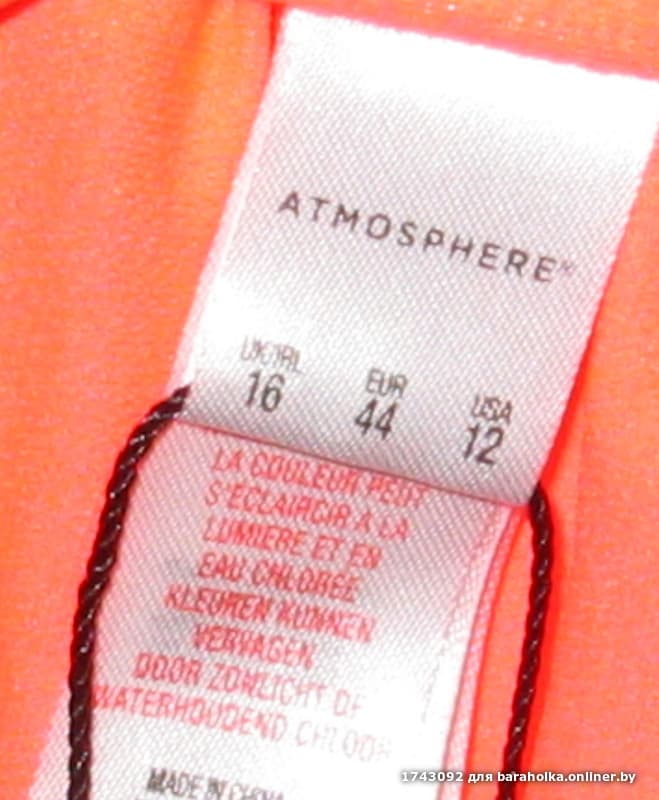 ATMOSPHERE™
UK/IRL EUR USA
16 44 12
LA COULEUR PEUT
S'ECLAIRCIR A LA
LUMIERE ET EN
EAU CHLOREE
KLEUREN KUNNEN
VERVAGEN
DOOR ZONLICHT OF
WATERHOUDEND CHLOOR
MADE IN CHINA
1743092 для baraholka.onliner.by